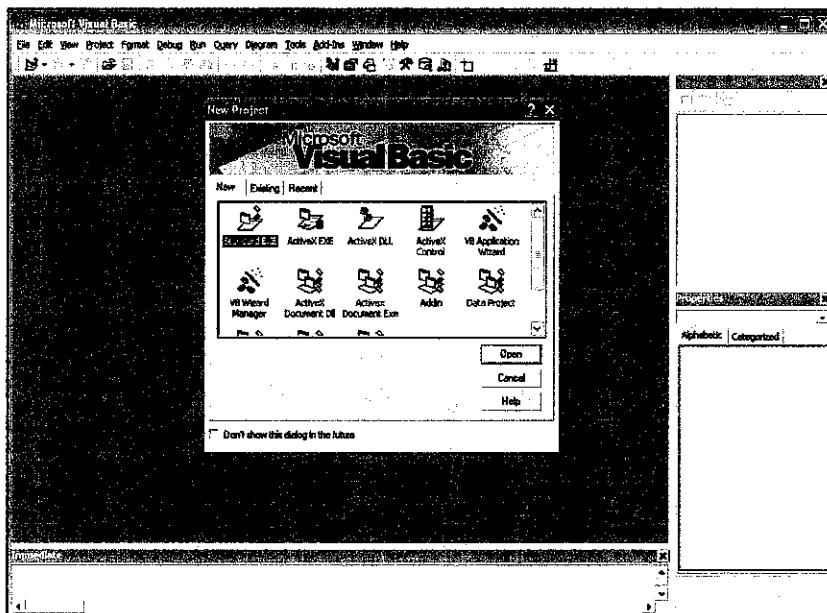 Microsoft Visual Basic
File Edit View Project Format Debug Run Query Diagram Tools Add-Ins Window Help
New Project
Microsoft
Visual Basic
New Existing Recent
Standard EXE ActiveX EXE ActiveX DLL ActiveX Control VB Application Wizard
VB Wizard Manager ActiveX Document Dll Activex Document Exe Addin Data Project
Open
Cancel
Help
Don't show this dialog in the future
Alphabetic Categorized
Immediate